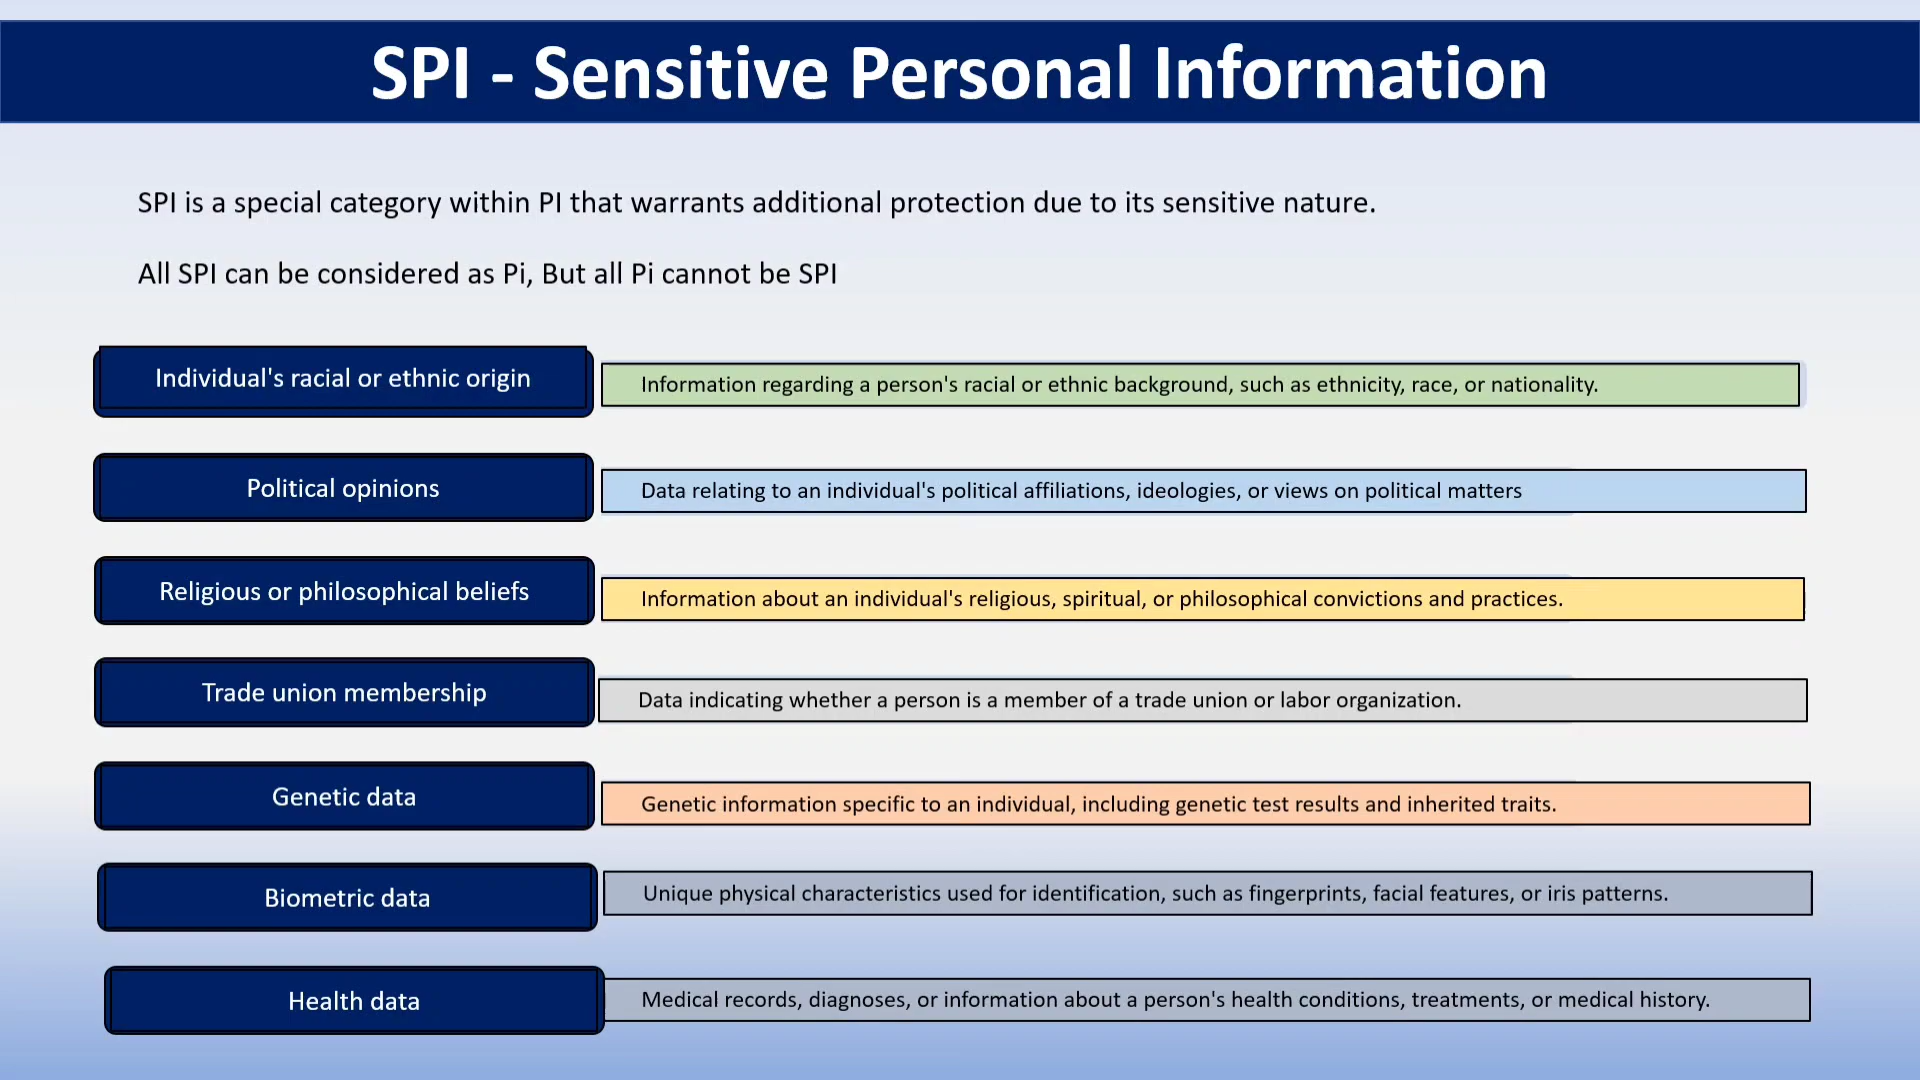 SPI - Sensitive Personal Information
SPI is a special category within PI that warrants additional protection due to its sensitive nature.
All SPI can be considered as Pi, But all Pi cannot be SPI
Individual's racial or ethnic origin
Information regarding a person's racial or ethnic background, such as ethnicity, race, or nationality.
Political opinions
Data relating to an individual's political affiliations, ideologies, or views on political matters
Religious or philosophical beliefs
Information about an individual's religious, spiritual, or philosophical convictions and practices.
Trade union membership
Data indicating whether a person is a member of a trade union or labor organization.
Genetic data
Genetic information specific to an individual, including genetic test results and inherited traits.
Biometric data
Unique physical characteristics used for identification, such as fingerprints, facial features, or iris patterns.
Health data
Medical records, diagnoses, or information about a person's health conditions, treatments, or medical history.